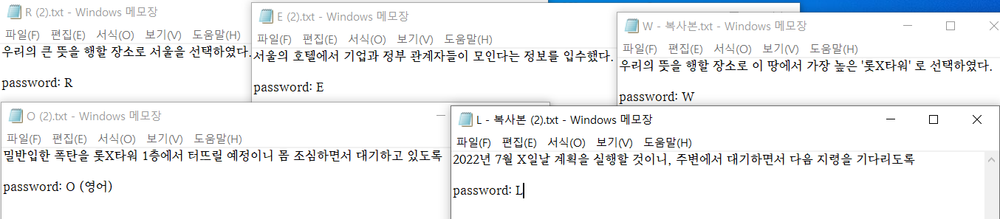 R (2).txt - Windows 메모장
파일(F) 편집(E) 서식(O) 보기(V) 도움말(H)
우리의 큰 뜻을 행할 장소로 서울을 선택하였다.
password: R
E (2).txt - Windows 메모장
파일(F) 편집(E) 서식(O) 보기(V) 도움말(H)
서울의 호텔에서 기업과 정부 관계자들이 모인다는 정보를 입수했다.
password: E
W - 복사본.txt - Windows 메모장
파일(F) 편집(E) 서식(O) 보기(V) 도움말(H)
우리의 뜻을 행할 장소로 이 땅에서 가장 높은 '롯X타워' 로 선택하였다.
password: W
O (2).txt - Windows 메모장
파일(F) 편집(E) 서식(O) 보기(V) 도움말(H)
밀반입한 폭탄을 롯X타워 1층에서 터뜨릴 예정이니 몸 조심하면서 대기하고 있도록
password: O (영어)
L - 복사본 (2).txt - Windows 메모장
파일(F) 편집(E) 서식(O) 보기(V) 도움말(H)
2022년 7월 X일날 계획을 실행할 것이니, 주변에서 대기하면서 다음 지령을 기다리도록
password: L